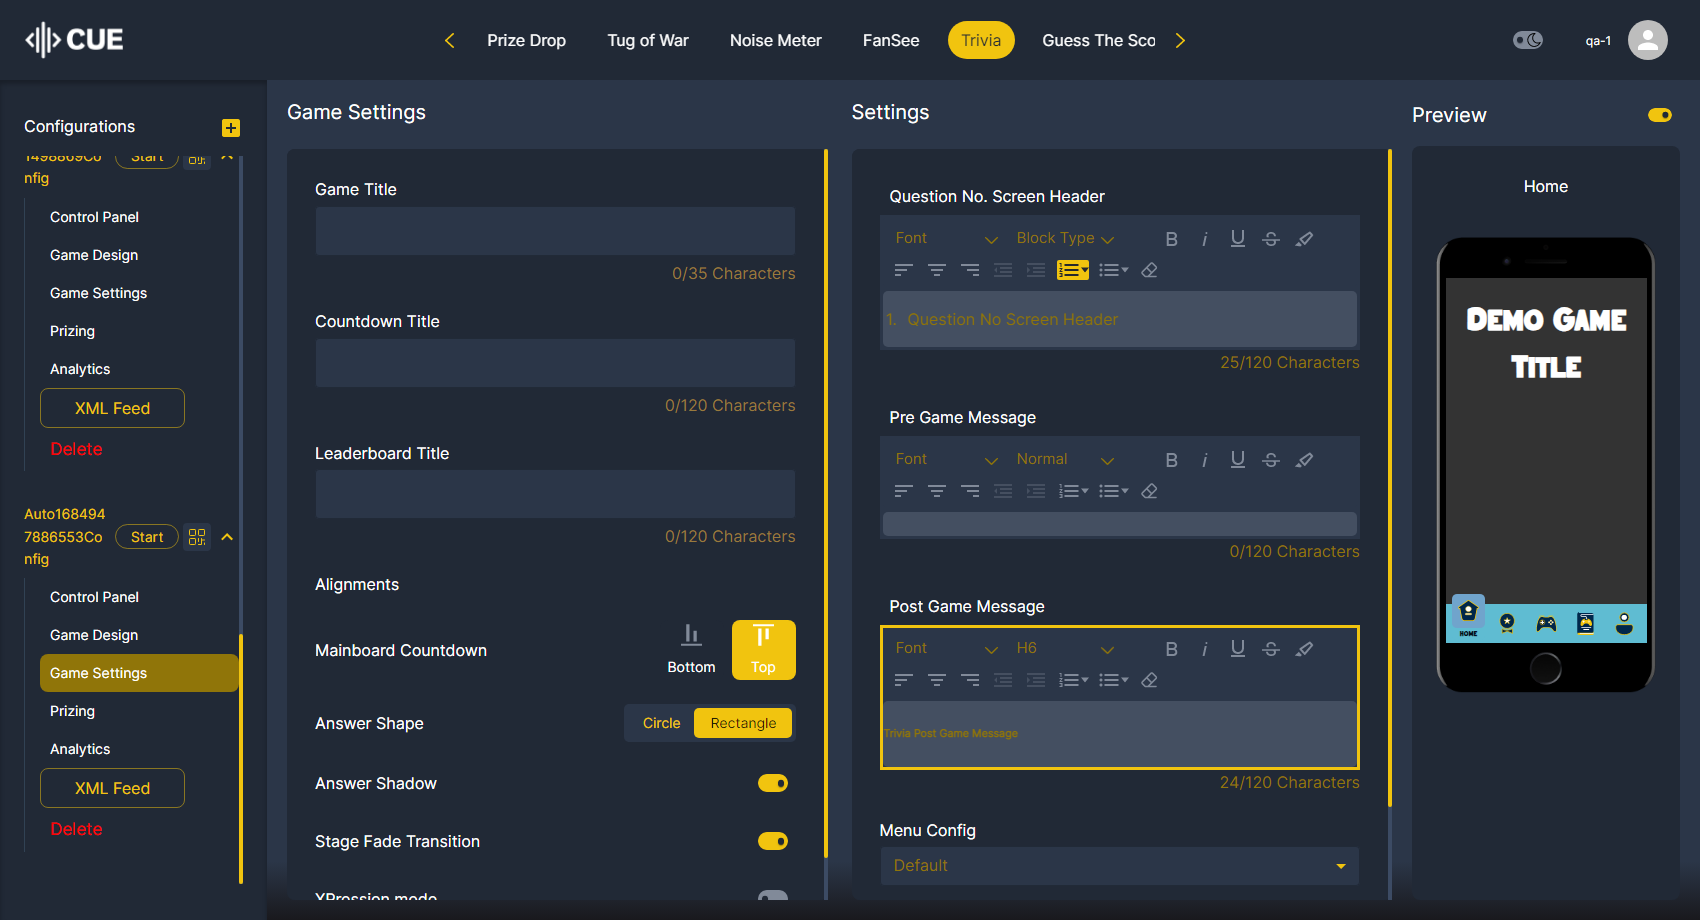 CUE
Prize Drop
Tug of War
Noise Meter
FanSee
Trivia
Guess The Sco
qa-1
Configurations
1498869Co
nfig
Start
Control Panel
Game Design
Game Settings
Prizing
Analytics
XML Feed
Delete
Auto168494
7886553Co
nfig
Start
Control Panel
Game Design
Game Settings
Prizing
Analytics
XML Feed
Delete
Game Settings
Game Title
0/35 Characters
Countdown Title
0/120 Characters
Leaderboard Title
0/120 Characters
Alignments
Mainboard Countdown
Bottom
Top
Answer Shape
Circle
Rectangle
Answer Shadow
Stage Fade Transition
XPression mode
Settings
Question No. Screen Header
Font
Block Type
B i U S
1. Question No Screen Header
25/120 Characters
Pre Game Message
Font
Normal
B i U S
0/120 Characters
Post Game Message
Font
H6
B i U S
Trivia Post Game Message
24/120 Characters
Menu Config
Default
Preview
Home
Demo Game
Title
HOME